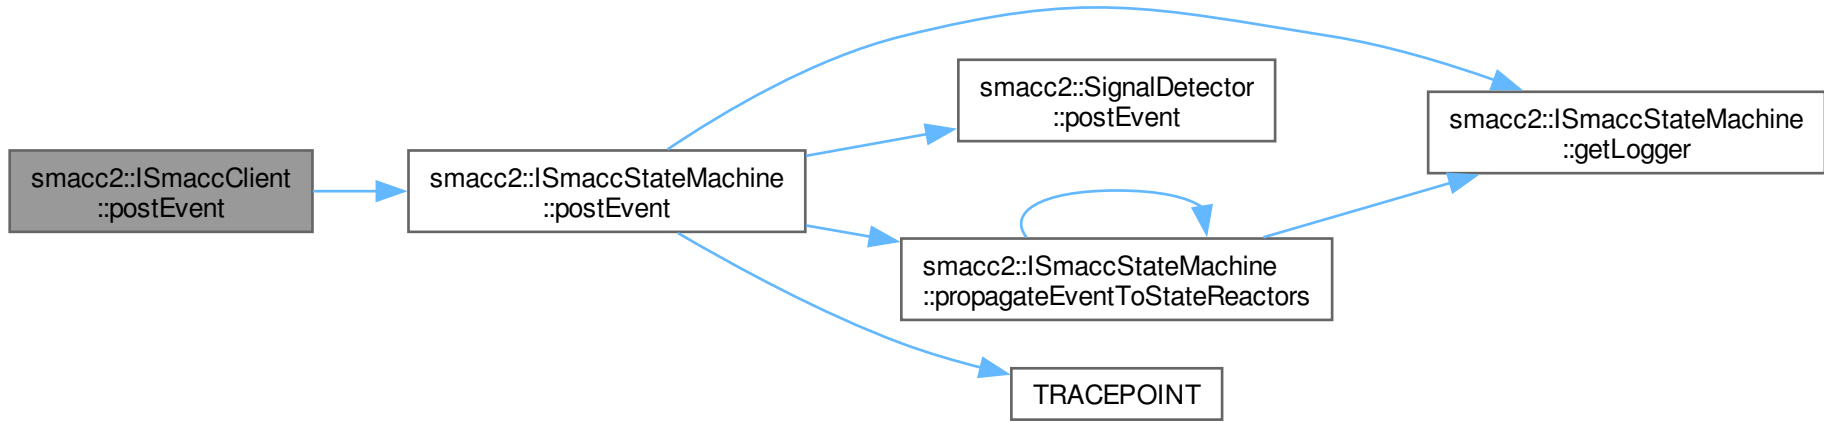 smacc2::ISmaccClient
::postEvent
smacc2::ISmaccStateMachine
::postEvent
smacc2::SignalDetector
::postEvent
smacc2::ISmaccStateMachine
::propagateEventToStateReactors
TRACEPOINT
smacc2::ISmaccStateMachine
::getLogger